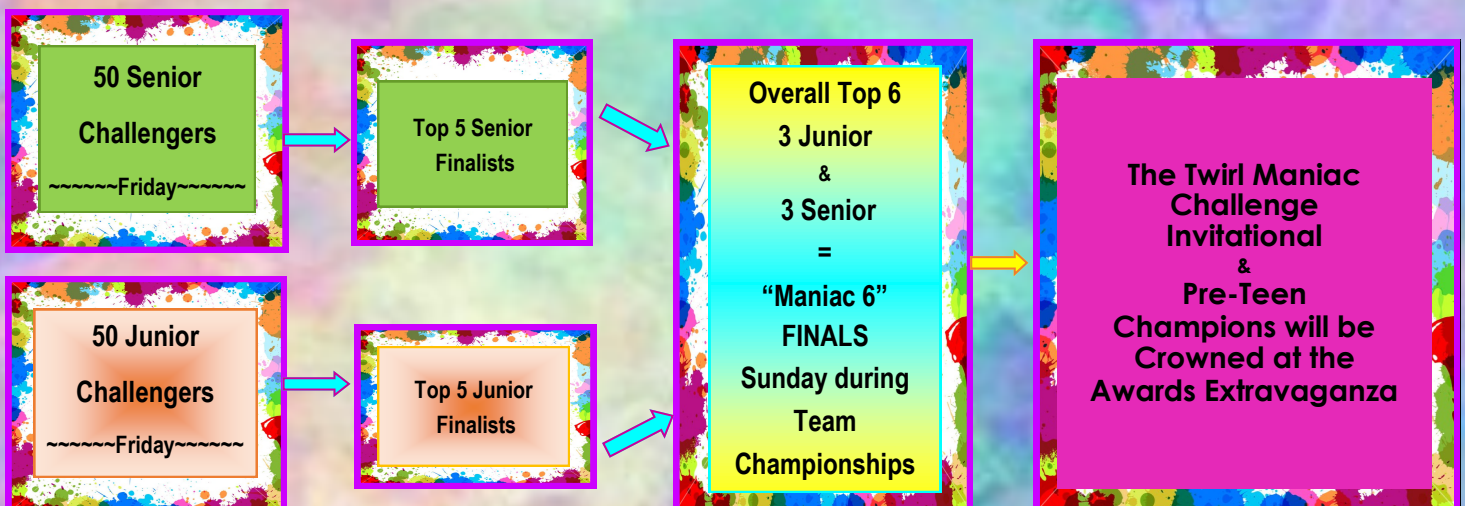 50 Senior
Challengers
~~~~~~Friday~~~~~~
Top 5 Senior
Finalists
50 Junior
Challengers
~~~~~~Friday~~~~~~
Top 5 Junior
Finalists
Overall Top 6
3 Junior
&
3 Senior
=
“Maniac 6”
FINALS
Sunday during
Team
Championships
The Twirl Maniac
Challenge
Invitational
&
Pre-Teen
Champions will be
Crowned at the
Awards Extravaganza